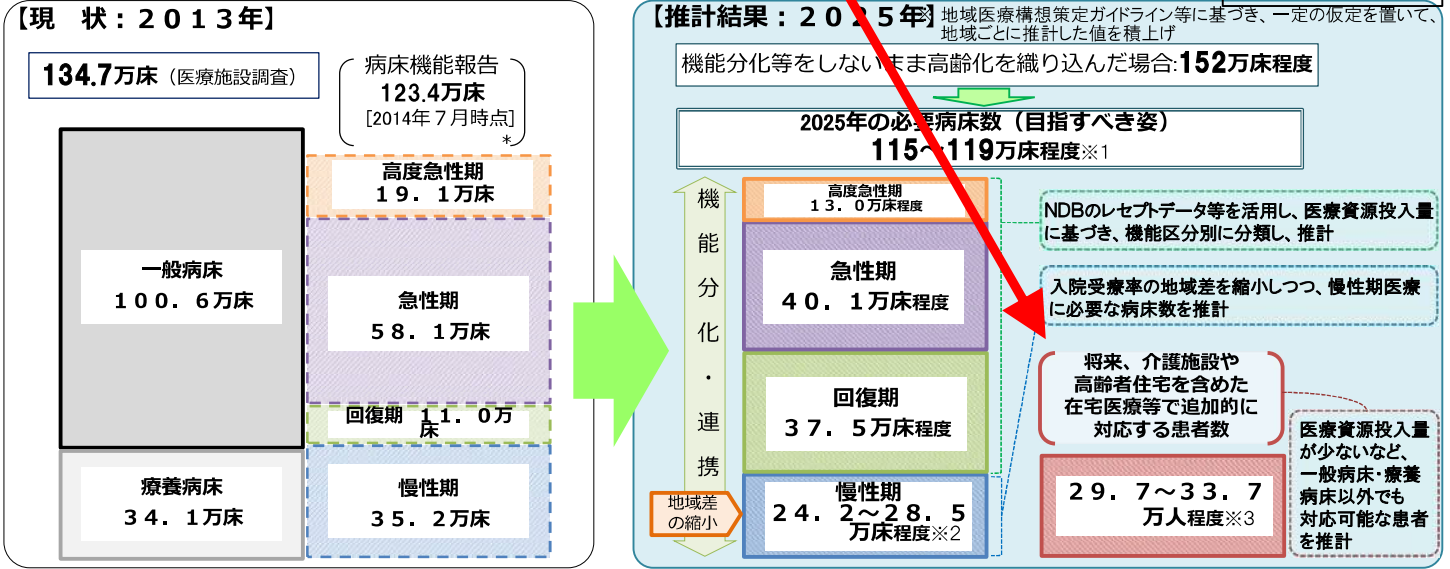 【現　状：２０１３年】
134.7万床（医療施設調査）
病床機能報告
123.4万床
[2014年７月時点]
*
高度急性期
１９．１万床
一般病床
１００．６万床
急性期
５８．１万床
回復期　１１．０万
床
療養病床
３４．１万床
慢性期
３５．２万床
【推計結果：２０２５年】
※ 地域医療構想策定ガイドライン等に基づき、一定の仮定を置いて、
地域ごとに推計した値を積上げ
機能分化等をしないまま高齢化を織り込んだ場合:152万床程度
2025年の必要病床数（目指すべき姿）
115～119万床程度※1
機能分化・連携
地域差
の縮小
高度急性期
１３．０万床程度
急性期
４０．１万床程度
回復期
３７．５万床程度
慢性期
２４．２～２８．５
万床程度※2
NDBのレセプトデータ等を活用し、医療資源投入量
に基づき、機能区分別に分類し、推計
入院受療率の地域差を縮小しつつ、慢性期医療
に必要な病床数を推計
将来、介護施設や
高齢者住宅を含めた
在宅医療等で追加的に
対応する患者数
２９．７～３３．７
万人程度※3
医療資源投入量
が少ないなど、
一般病床･療養
病床以外でも
対応可能な患者
を推計